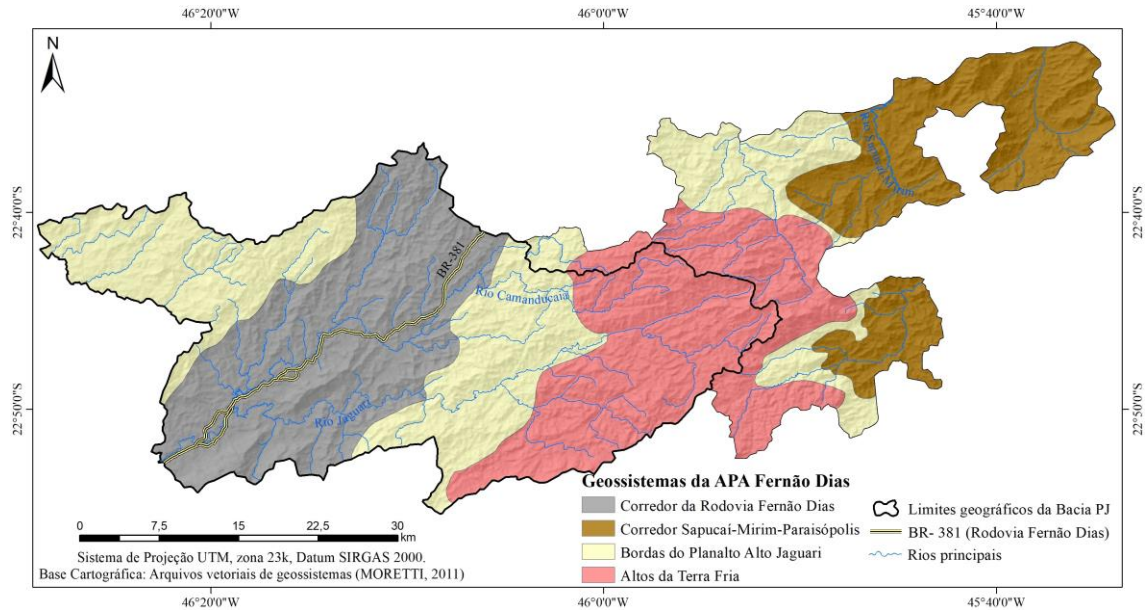 46°20'0"W 46°0'0"W 45°40'0"W
N
Rio Sapucaí Mirim
22°40'0"S 22°40'0"S
BR-381
Rio Camanducaia
Rio Jaguari
22°50'0"S 22°50'0"S
Geossistemas da APA Fernão Dias
Corredor da Rodovia Fernão Dias
Corredor Sapucaí-Mirim-Paraisópolis
Bordas do Planalto Alto Jaguari
Altos da Terra Fria
Limites geográficos da Bacia PJ
BR- 381 (Rodovia Fernão Dias)
Rios principais
0 7,5 15 22,5 30
km
Sistema de Projeção UTM, zona 23k, Datum SIRGAS 2000.
Base Cartográfica: Arquivos vetoriais de geossistemas (MORETTI, 2011)
46°20'0"W 46°0'0"W 45°40'0"W